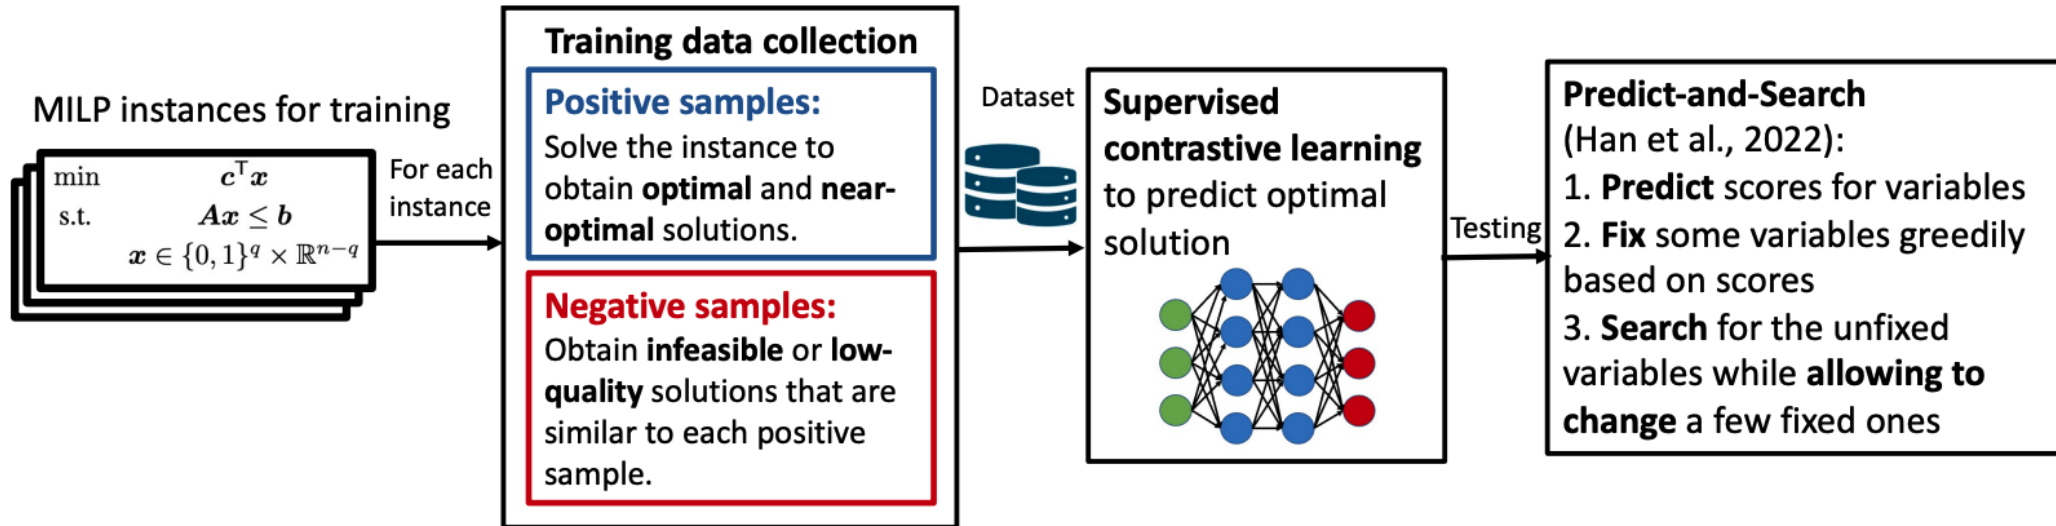 MILP instances for training
min c⊤x
s.t. Ax ≤ b
x ∈ {0, 1}^q × ℝ^{n−q}
For each
instance
Training data collection
Positive samples:
Solve the instance to
obtain optimal and near-
optimal solutions.
Negative samples:
Obtain infeasible or low-
quality solutions that are
similar to each positive
sample.
Dataset
Supervised
contrastive learning
to predict optimal
solution
Testing
Predict-and-Search
(Han et al., 2022):
1. Predict scores for variables
2. Fix some variables greedily
based on scores
3. Search for the unfixed
variables while allowing to
change a few fixed ones